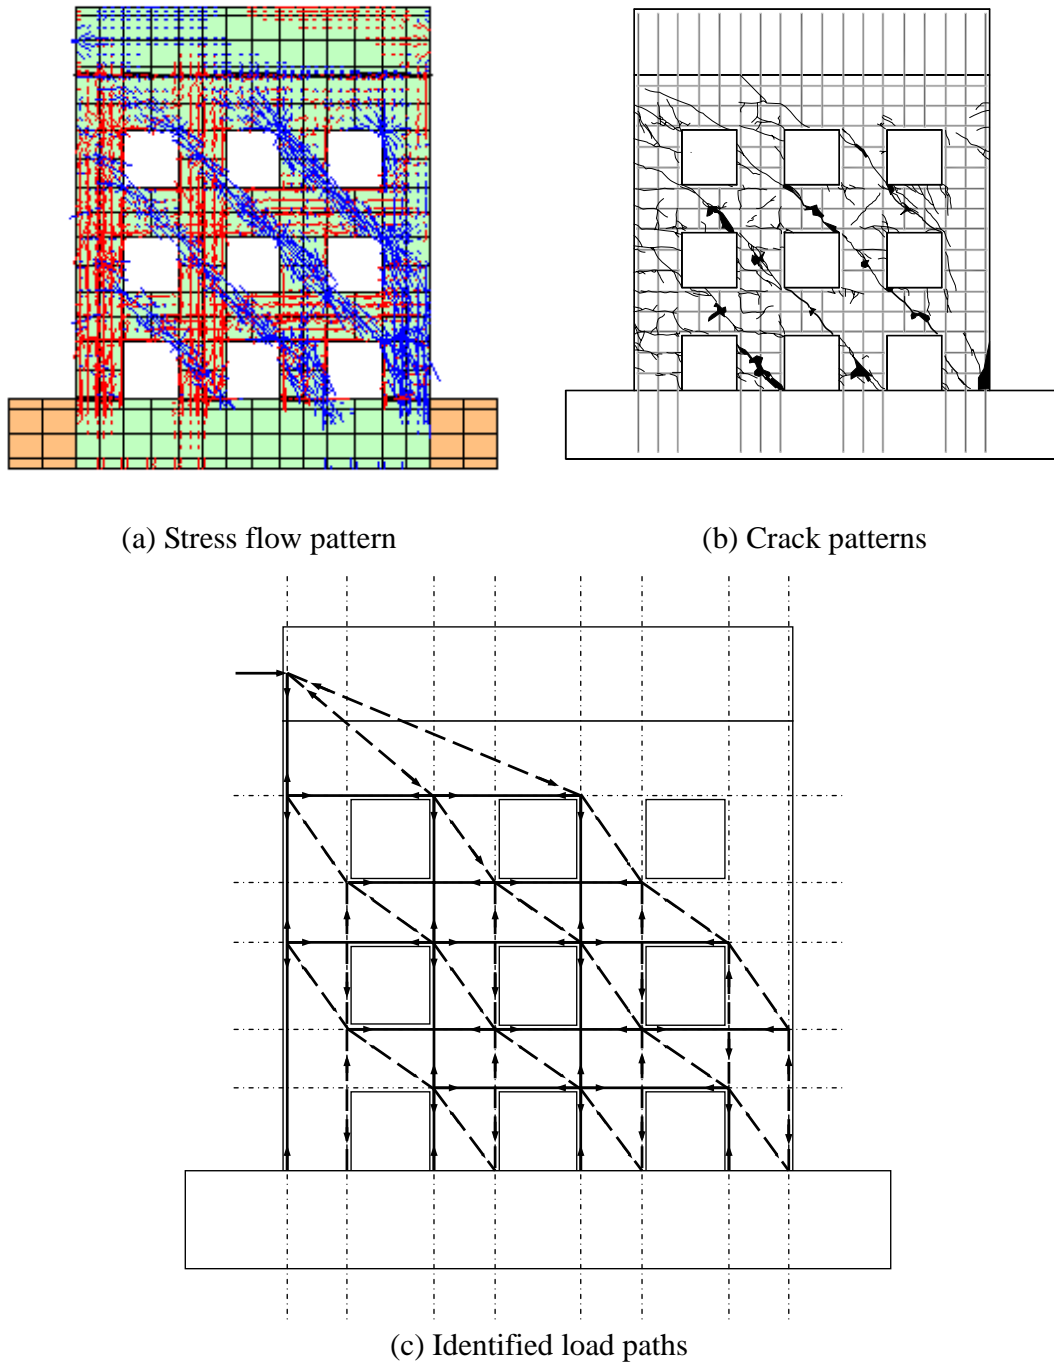 (a) Stress flow pattern
(b) Crack patterns
(c) Identified load paths